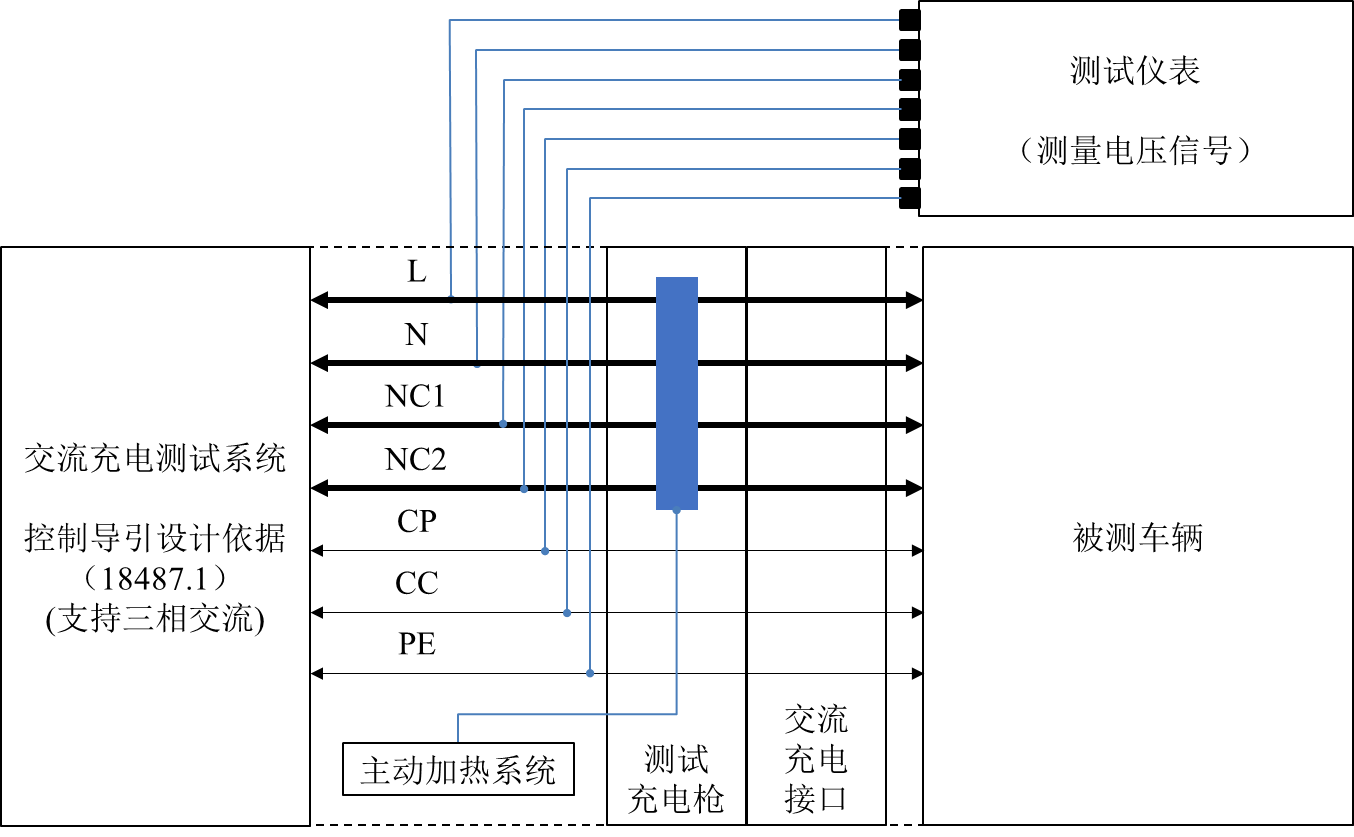 测试仪表
（测量电压信号）
L
N
NC1
NC2
CP
CC
PE
交流充电测试系统
控制导引设计依据
（18487.1）
(支持三相交流)
被测车辆
主动加热系统
测试
充电枪
交流
充电
接口